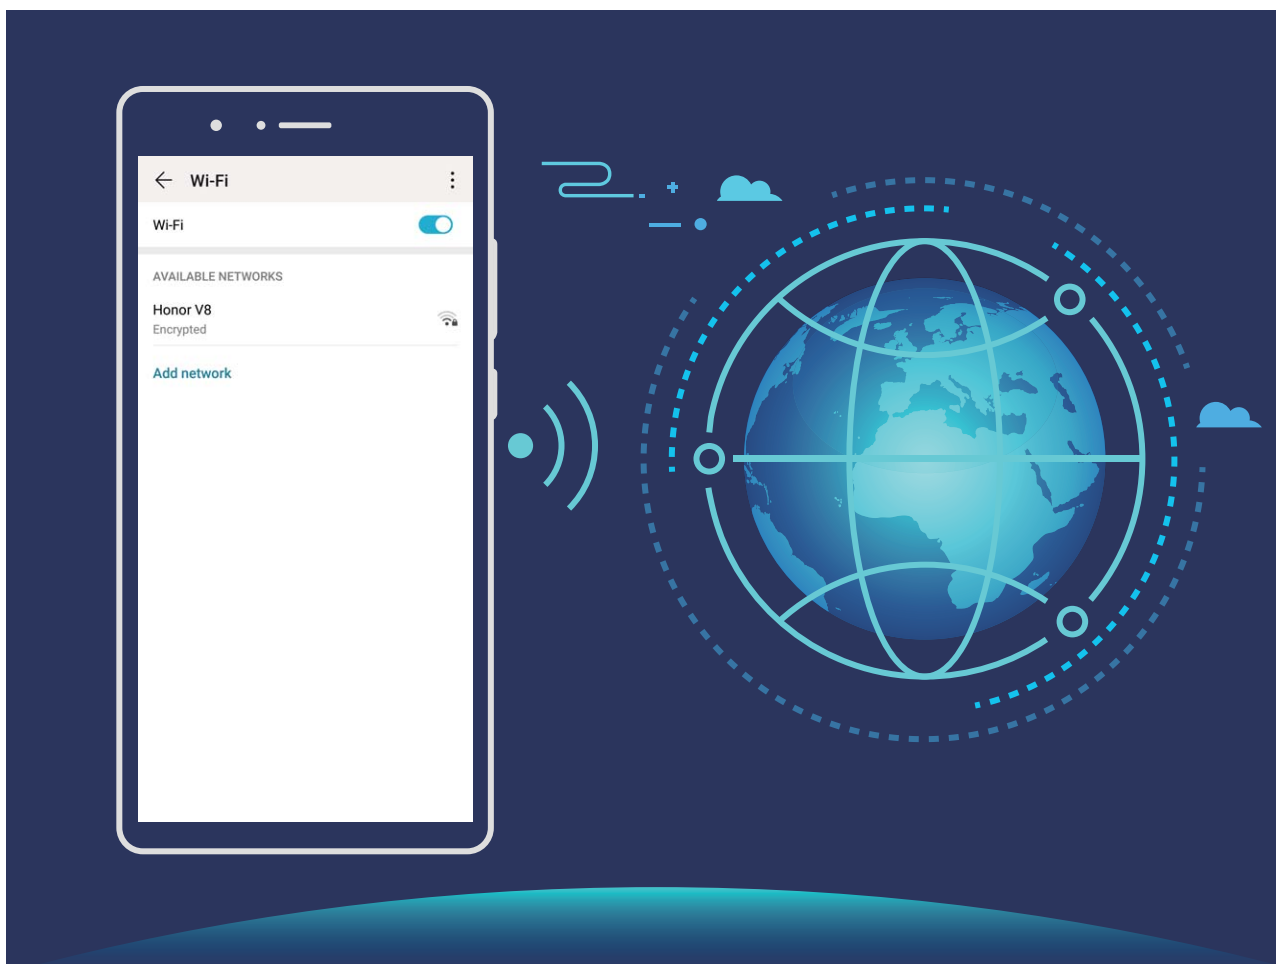 Wi-Fi
Wi-Fi
AVAILABLE NETWORKS
Honor V8
Encrypted
Add network